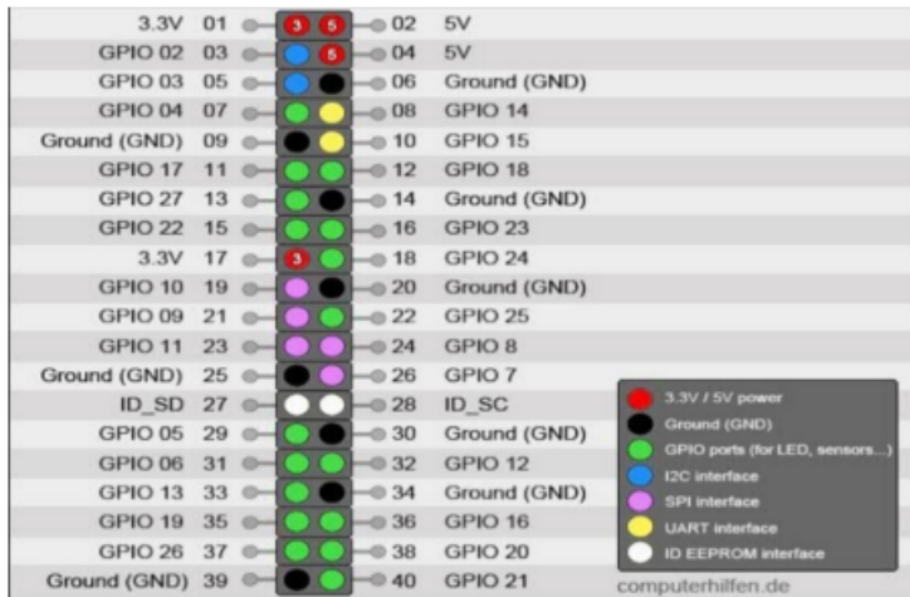 3.3V 01 3 5 02 5V
GPIO 02 03 5 04 5V
GPIO 03 05 06 Ground (GND)
GPIO 04 07 08 GPIO 14
Ground (GND) 09 10 GPIO 15
GPIO 17 11 12 GPIO 18
GPIO 27 13 14 Ground (GND)
GPIO 22 15 16 GPIO 23
3.3V 17 3 18 GPIO 24
GPIO 10 19 20 Ground (GND)
GPIO 09 21 22 GPIO 25
GPIO 11 23 24 GPIO 8
Ground (GND) 25 26 GPIO 7
ID_SD 27 28 ID_SC
GPIO 05 29 30 Ground (GND)
GPIO 06 31 32 GPIO 12
GPIO 13 33 34 Ground (GND)
GPIO 19 35 36 GPIO 16
GPIO 26 37 38 GPIO 20
Ground (GND) 39 40 GPIO 21
3.3V / 5V power
Ground (GND)
GPIO ports (for LED, sensors...)
I2C interface
SPI interface
UART interface
ID EEPROM interface
computerhilfen.de